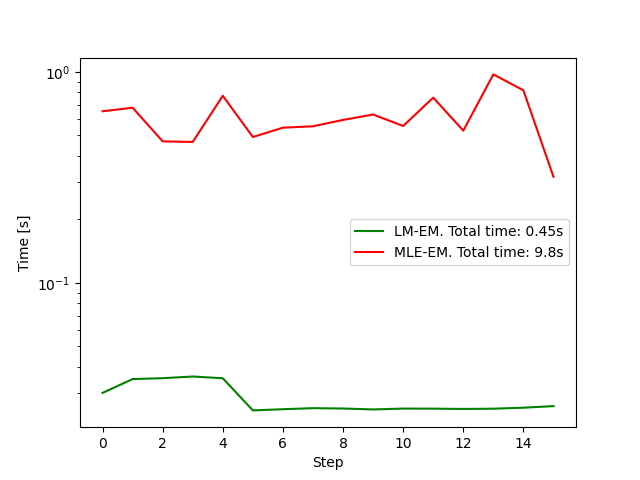 10⁰
10⁻¹
Time [s]
LM-EM. Total time: 0.45s
MLE-EM. Total time: 9.8s
0 2 4 6 8 10 12 14
Step